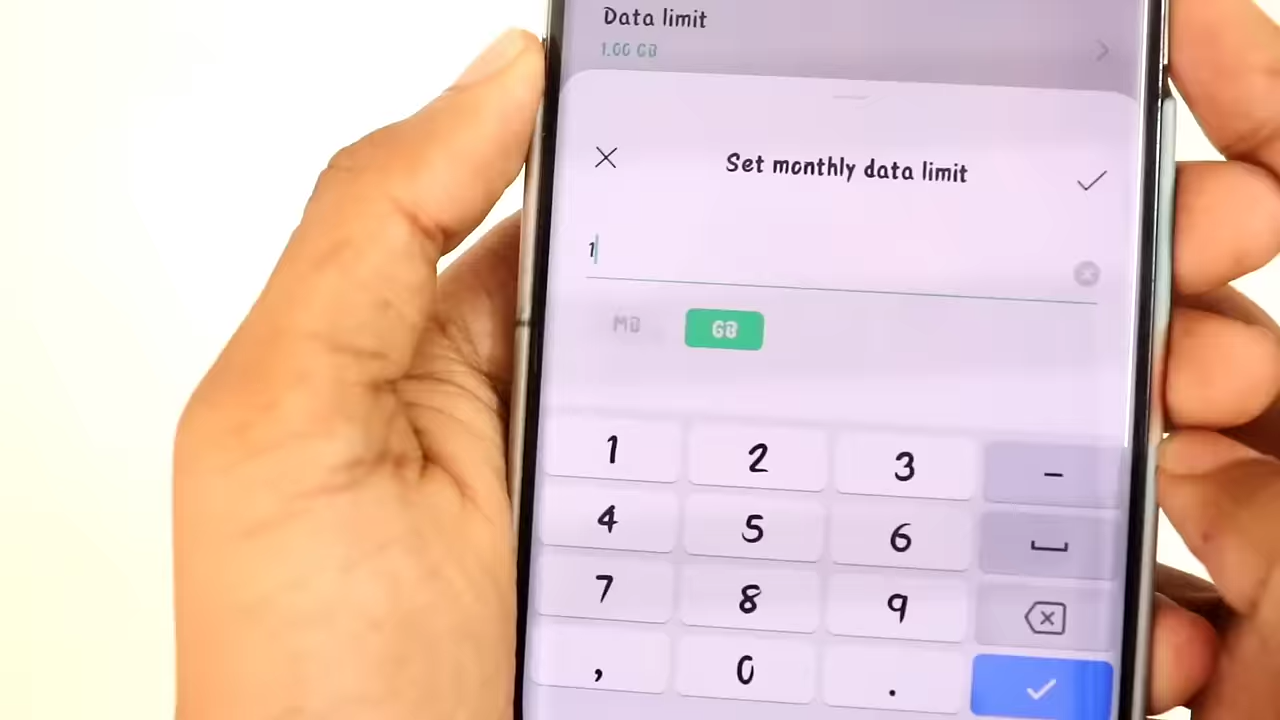 Data limit
1.00 GB
Set monthly data limit
1
MB GB
1 2 3 -
4 5 6
7 8 9
, 0 .